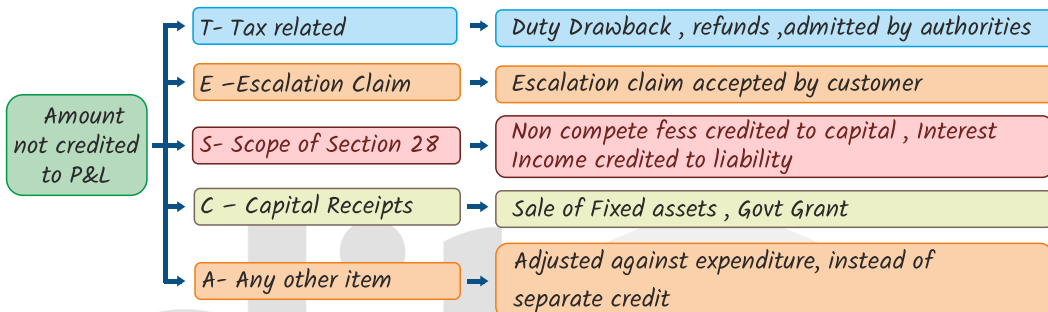 Amount
not credited
to P&L
T- Tax related
Duty Drawback , refunds ,admitted by authorities
E -Escalation Claim
Escalation claim accepted by customer
S- Scope of Section 28
Non compete fess credited to capital , Interest
Income credited to liability
C - Capital Receipts
Sale of Fixed assets , Govt Grant
A- Any other item
Adjusted against expenditure, instead of
separate credit